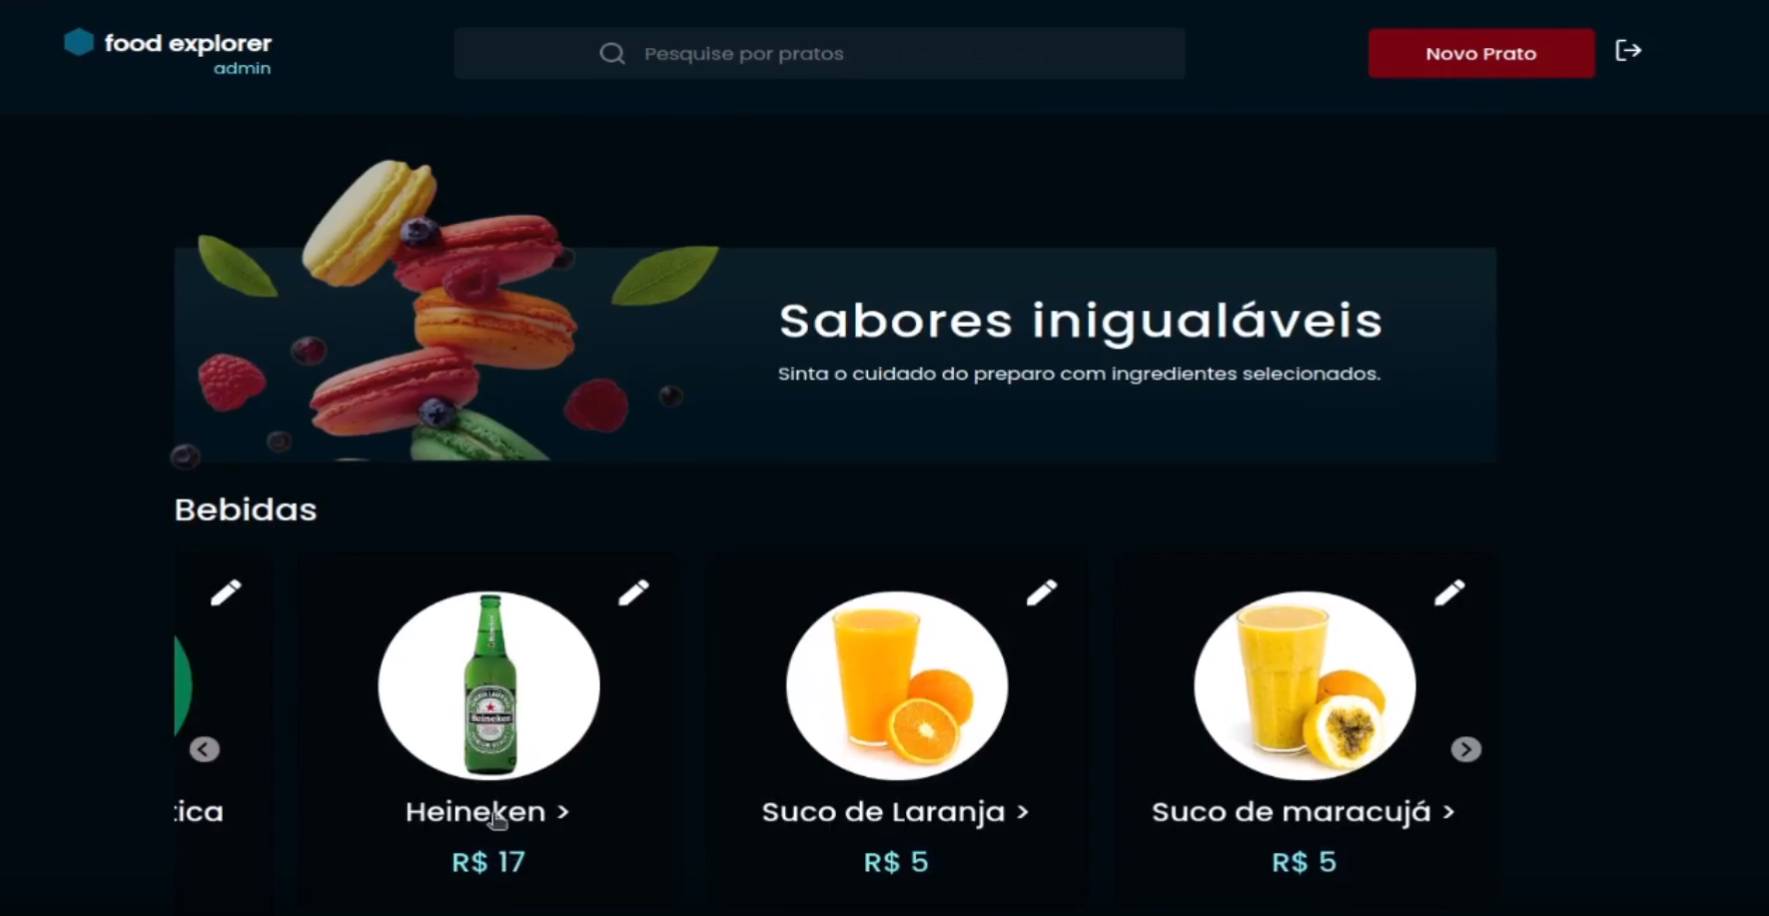 food explorer
admin
Pesquise por pratos
Novo Prato
Sabores inigualáveis
Sinta o cuidado do preparo com ingredientes selecionados.
Bebidas
Heineken
tica
Heineken >
Suco de Laranja >
Suco de maracujá >
R$ 17
R$ 5
R$ 5